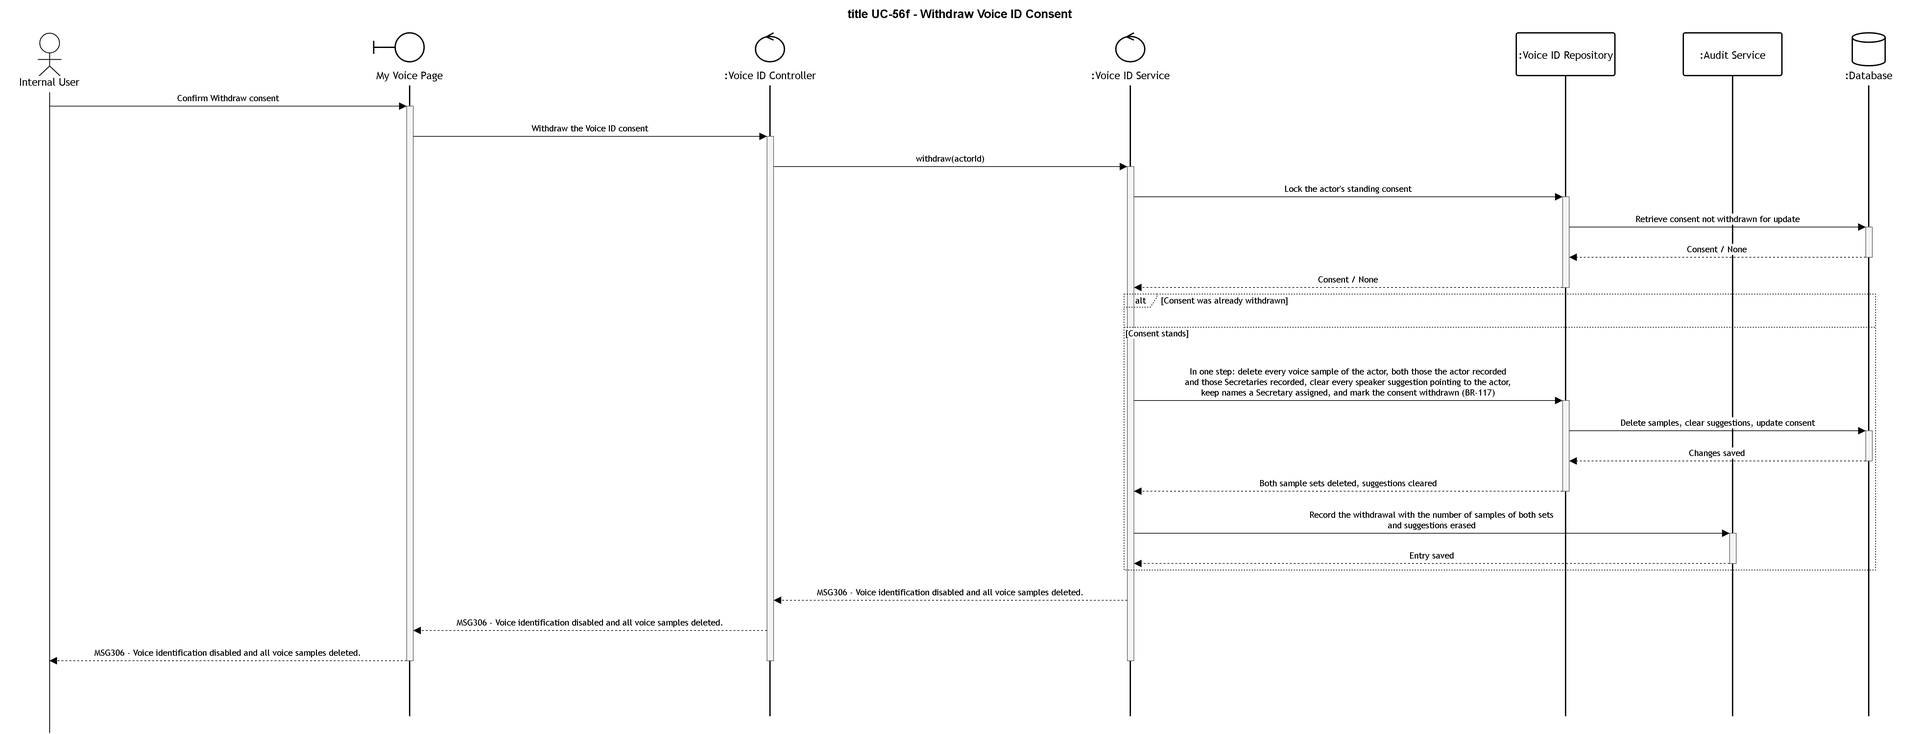 title UC-56f - Withdraw Voice ID Consent
Internal User
My Voice Page
:Voice ID Controller
:Voice ID Service
:Voice ID Repository
:Audit Service
:Database
Confirm Withdraw consent
Withdraw the Voice ID consent
withdraw(actorId)
Lock the actor's standing consent
Retrieve consent not withdrawn for update
Consent / None
Consent / None
alt [Consent was already withdrawn]
[Consent stands]
In one step: delete every voice sample of the actor, both those the actor recorded
and those Secretaries recorded, clear every speaker suggestion pointing to the actor,
keep names a Secretary assigned, and mark the consent withdrawn (BR-117)
Delete samples, clear suggestions, update consent
Changes saved
Both sample sets deleted, suggestions cleared
Record the withdrawal with the number of samples of both sets
and suggestions erased
Entry saved
MSG306 - Voice identification disabled and all voice samples deleted.
MSG306 - Voice identification disabled and all voice samples deleted.
MSG306 - Voice identification disabled and all voice samples deleted.